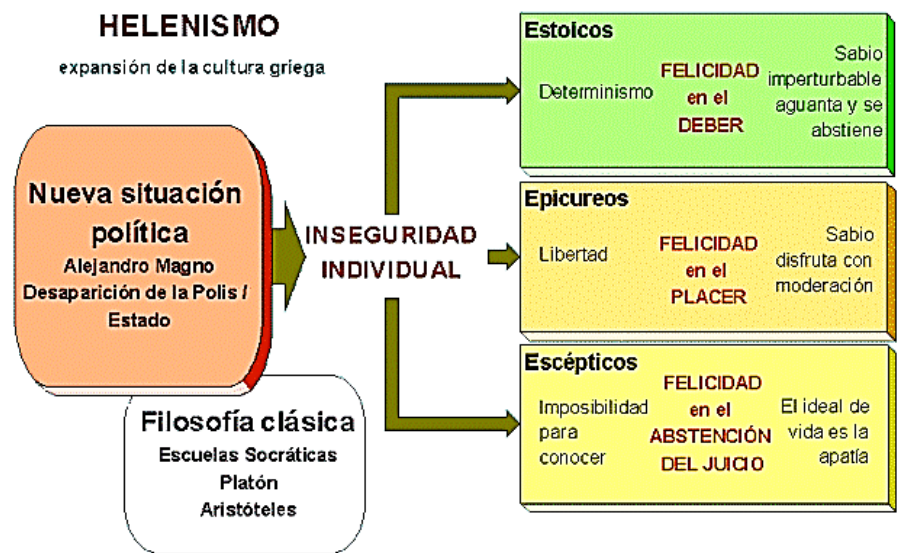 HELENISMO
expansión de la cultura griega
Nueva situación
política
Alejandro Magno
Desaparición de la Polis /
Estado
Filosofía clásica
Escuelas Socráticas
Platón
Aristóteles
INSEGURIDAD
INDIVIDUAL
Estoicos
Determinismo
FELICIDAD
en el
DEBER
Sabio
imperturbable
aguanta y se
abstiene
Epicureos
Libertad
FELICIDAD
en el
PLACER
Sabio
disfruta con
moderación
Escépticos
Imposibilidad
para
conocer
FELICIDAD
en el
ABSTENCIÓN
DEL JUICIO
El ideal de
vida es la
apatía